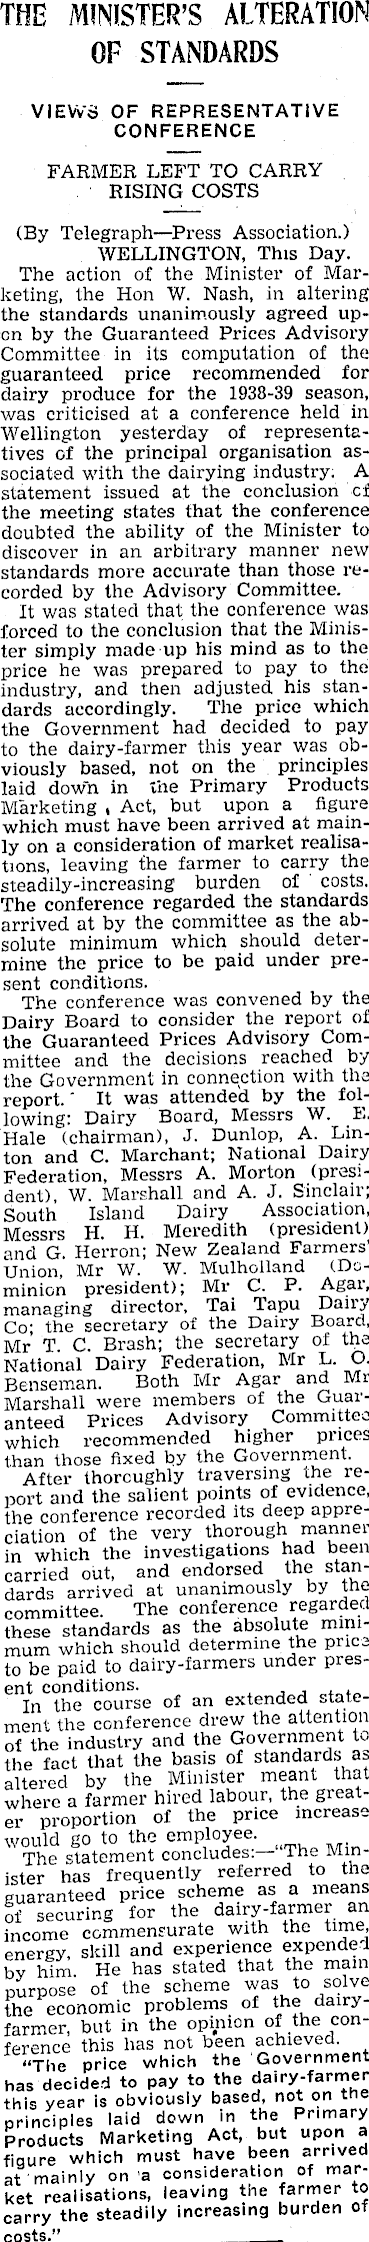 THE MINISTER'S ALTERATION
OF STANDARDS
VIEWS OF REPRESENTATIVE
CONFERENCE
FARMER LEFT TO CARRY
RISING COSTS
(By Telegraph—Press Association.)
WELLINGTON, This Day.
The action of the Minister of Mar-
keting, the Hon W. Nash, in altering
the standards unanimously agreed up-
on by the Guaranteed Prices Advisory
Committee in its computation of the
guaranteed price recommended for
dairy produce for the 1938-39 season,
was criticised at a conference held in
Wellington yesterday of representa-
tives of the principal organisation as-
sociated with the dairying industry. A
statement issued at the conclusion of
the meeting states that the conference
doubted the ability of the Minister to
discover in an arbitrary manner new
standards more accurate than those re-
corded by the Advisory Committee.
It was stated that the conference was
forced to the conclusion that the Minis-
ter simply made up his mind as to the
price he was prepared to pay to the
industry, and then adjusted his stan-
dards accordingly. The price which
the Government had decided to pay
to the dairy-farmer this year was ob-
viously based, not on the principles
laid down in the Primary Products
Marketing Act, but upon a figure
which must have been arrived at main-
ly on a consideration of market realisa-
tions, leaving the farmer to carry the
steadily-increasing burden of costs.
The conference regarded the standards
arrived at by the committee as the ab-
solute minimum which should deter-
mine the price to be paid under pre-
sent conditions.
The conference was convened by the
Dairy Board to consider the report of
the Guaranteed Prices Advisory Com-
mittee and the decisions reached by
the Government in connection with the
report. It was attended by the fol-
lowing: Dairy Board, Messrs W. E.
Hale (chairman), J. Dunlop, A. Lin-
ton and C. Marchant; National Dairy
Federation, Messrs A. Morton (presi-
dent), W. Marshall and A. J. Sinclair;
South Island Dairy Association,
Messrs H. H. Meredith (president)
and G. Herron; New Zealand Farmers'
Union, Mr W. W. Mulholland (Do-
minion president); Mr C. P. Agar,
managing director, Tai Tapu Dairy
Co; the secretary of the Dairy Board,
Mr T. C. Brash; the secretary of the
National Dairy Federation, Mr L. O.
Benseman. Both Mr Agar and Mr
Marshall were members of the Guar-
anteed Prices Advisory Committee
which recommended higher prices
than those fixed by the Government.
After thoroughly traversing the re-
port and the salient points of evidence,
the conference recorded its deep appre-
ciation of the very thorough manner
in which the investigations had been
carried out, and endorsed the stan-
dards arrived at unanimously by the
committee. The conference regarded
these standards as the absolute mini-
mum which should determine the price
to be paid to dairy-farmers under pres-
ent conditions.
In the course of an extended state-
ment the conference drew the attention
of the industry and the Government to
the fact that the basis of standards as
altered by the Minister meant that
where a farmer hired labour, the great-
er proportion of the price increase
would go to the employee.
The statement concludes:—"The Min-
ister has frequently referred to the
guaranteed price scheme as a means
of securing for the dairy-farmer an
income commensurate with the time,
energy, skill and experience expended
by him. He has stated that the main
purpose of the scheme was to solve
the economic problems of the dairy-
farmer, but in the opinion of the con-
ference this has not been achieved.
"The price which the Government
has decided to pay to the dairy-farmer
this year is obviously based, not on the
principles laid down in the Primary
Products Marketing Act, but upon a
figure which must have been arrived
at mainly on a consideration of mar-
ket realisations, leaving the farmer to
carry the steadily increasing burden of
costs."